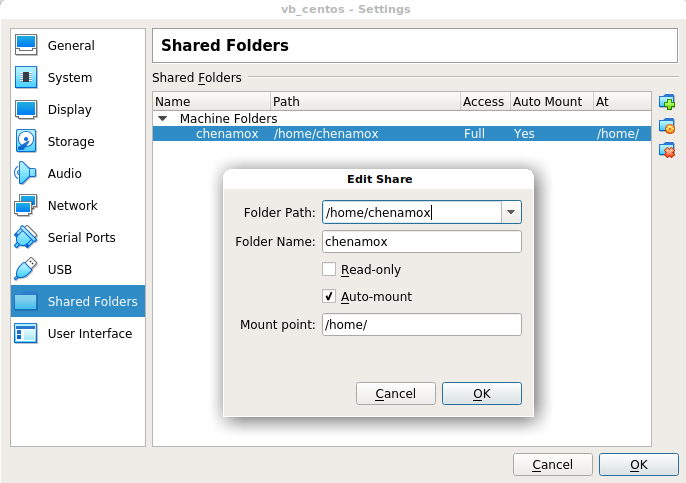 vb_centos - Settings
General
System
Display
Storage
Audio
Network
Serial Ports
USB
Shared Folders
User Interface
Shared Folders
Shared Folders
Name Path Access Auto Mount At
Machine Folders
chenamox /home/chenamox Full Yes /home/
Edit Share
Folder Path: /home/chenamox
Folder Name: chenamox
Read-only
Auto-mount
Mount point: /home/
Cancel OK
Cancel OK